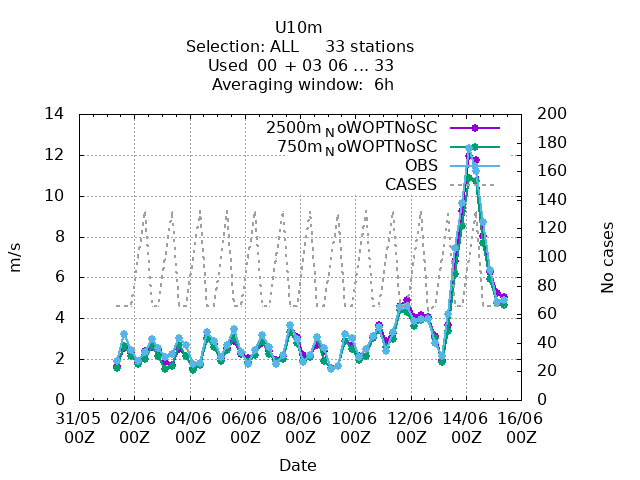 U10m
Selection: ALL 33 stations
Used 00 + 03 06 ... 33
Averaging window: 6h
2500m_NoWOPTNoSC
750m_NoWOPTNoSC
OBS
CASES
m/s
14
12
10
8
6
4
2
0
No cases
200
180
160
140
120
100
80
60
40
20
0
31/05 02/06 04/06 06/06 08/06 10/06 12/06 14/06 16/06
00Z 00Z 00Z 00Z 00Z 00Z 00Z 00Z 00Z
Date